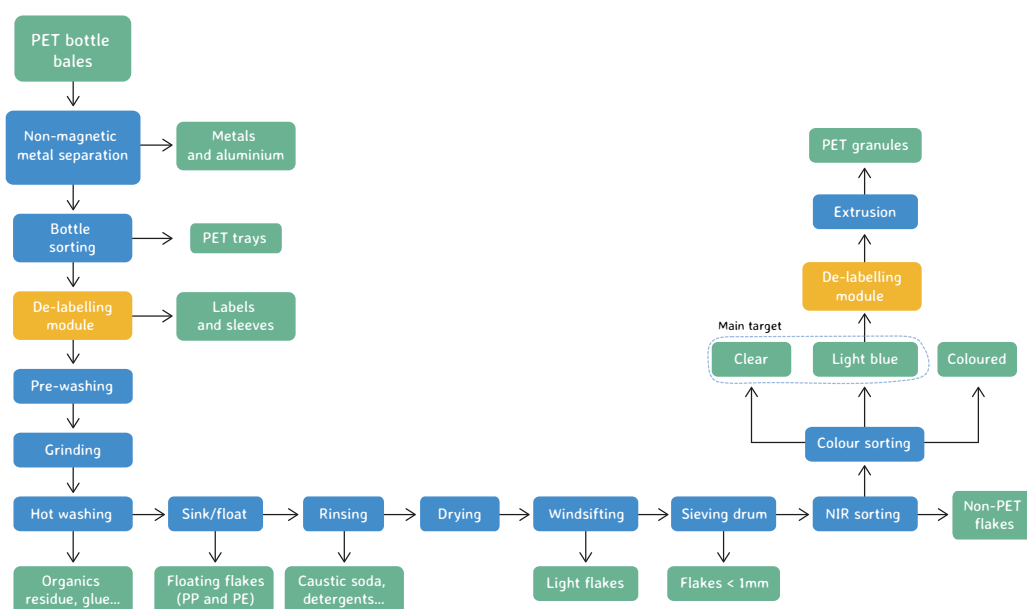 PET bottle
bales
Non-magnetic
metal separation
Metals
and aluminium
Bottle
sorting
PET trays
De-labelling
module
Labels
and sleeves
Pre-washing
Grinding
Hot washing
Sink/float
Rinsing
Drying
Windsifting
Sieving drum
NIR sorting
Non-PET
flakes
Organics
residue, glue...
Floating flakes
(PP and PE)
Caustic soda,
detergents...
Light flakes
Flakes < 1mm
Colour sorting
Main target
Clear
Light blue
Coloured
De-labelling
module
Extrusion
PET granules